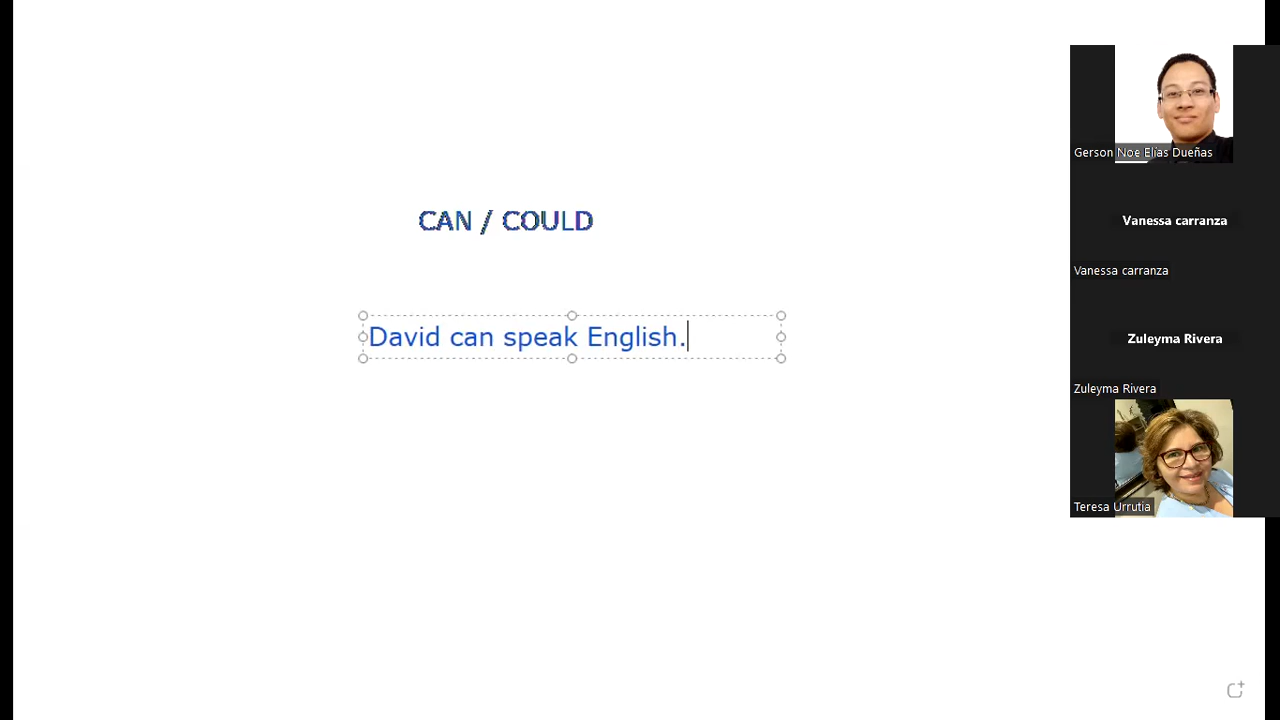 CAN / COULD
David can speak English.
Gerson Noe Elías Dueñas
Vanessa carranza
Vanessa carranza
Zuleyma Rivera
Zuleyma Rivera
Teresa Urrutia